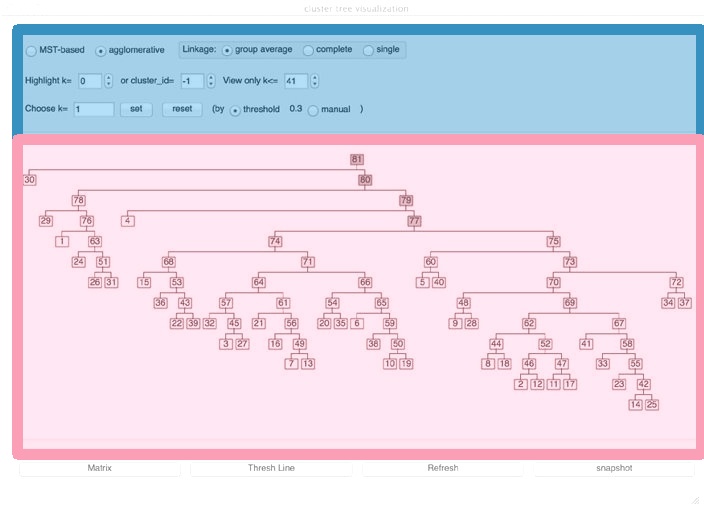 cluster tree visualization
MST-based agglomerative Linkage: group average complete single
Highlight k= 0 or cluster_id= -1 View only k<= 41
Choose k= 1 set reset (by threshold 0.3 manual )
81
30 80
78 79
29 76 4 77
1 63 74 75
24 51 68 71 60 73
26 31 15 53 64 66 5 40 70 72
36 43 57 61 54 65 48 69 34 37
22 39 32 45 21 56 20 35 6 59 9 28 62 67
3 27 16 49 38 50 44 52 41 58
7 13 10 19 8 18 46 47 33 55
2 12 11 17 23 42
14 25
Matrix Thresh Line Refresh snapshot